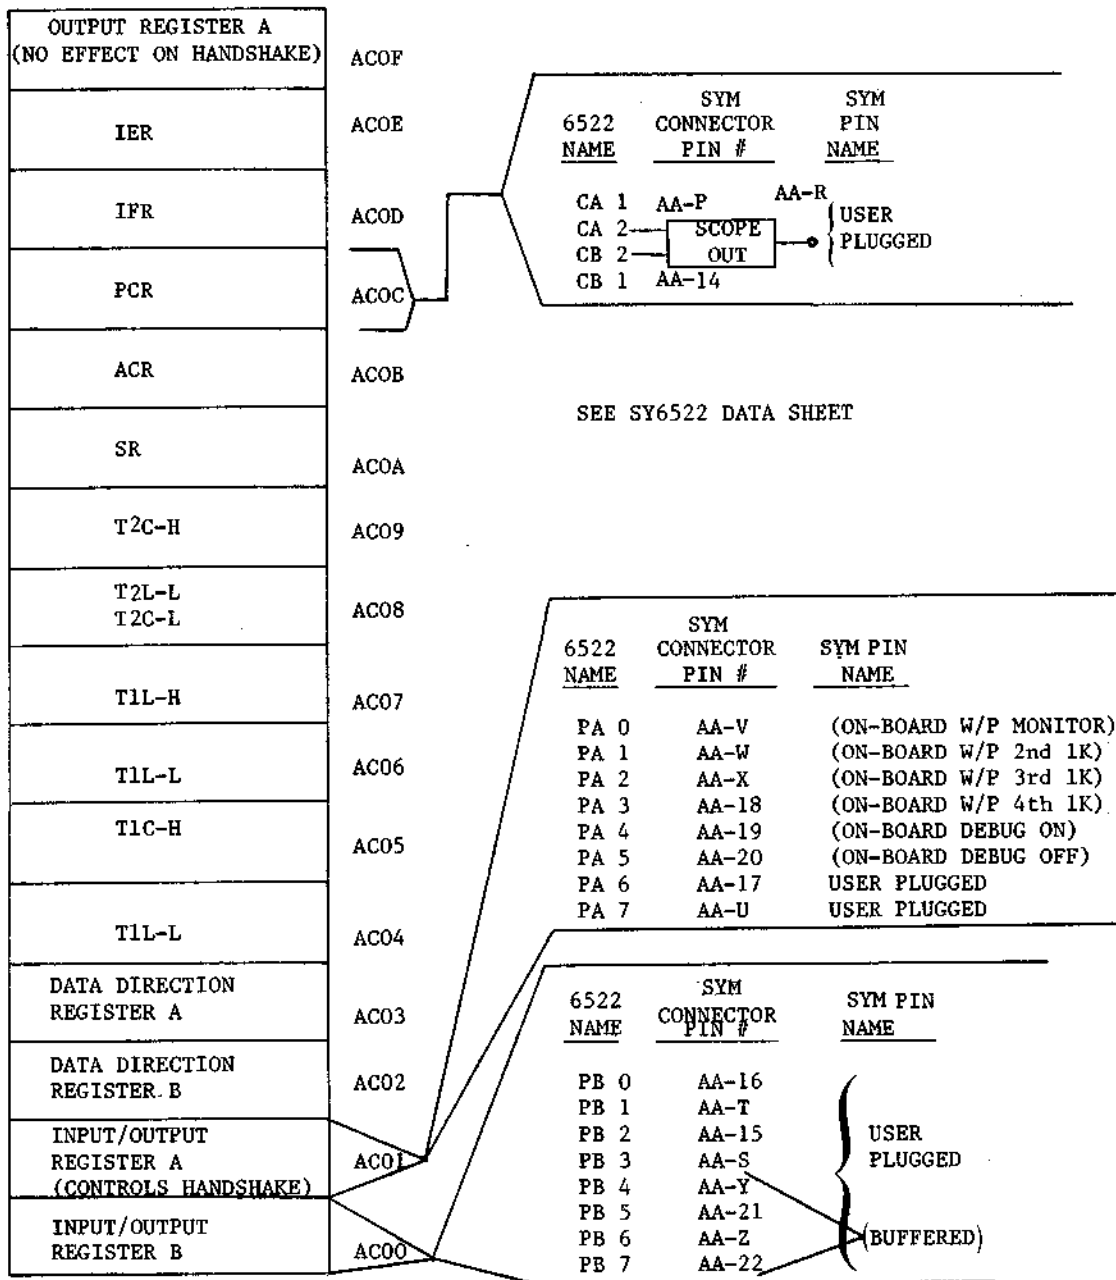 OUTPUT REGISTER A
(NO EFFECT ON HANDSHAKE)
AC0F
IER
AC0E
IFR
AC0D
PCR
AC0C
ACR
AC0B
SR
AC0A
T2C-H
AC09
T2L-L
T2C-L
AC08
T1L-H
AC07
T1L-L
AC06
T1C-H
AC05
T1L-L
AC04
DATA DIRECTION
REGISTER A
AC03
DATA DIRECTION
REGISTER B
AC02
INPUT/OUTPUT
REGISTER A
(CONTROLS HANDSHAKE)
AC01
INPUT/OUTPUT
REGISTER B
AC00
SYM SYM
6522 CONNECTOR PIN
NAME PIN # NAME
CA 1 AA-P AA-R
CA 2 SCOPE USER
CB 2 OUT PLUGGED
CB 1 AA-14
SEE SY6522 DATA SHEET
SYM
6522 CONNECTOR SYM PIN
NAME PIN # NAME
PA 0 AA-V (ON-BOARD W/P MONITOR)
PA 1 AA-W (ON-BOARD W/P 2nd 1K)
PA 2 AA-X (ON-BOARD W/P 3rd 1K)
PA 3 AA-18 (ON-BOARD W/P 4th 1K)
PA 4 AA-19 (ON-BOARD DEBUG ON)
PA 5 AA-20 (ON-BOARD DEBUG OFF)
PA 6 AA-17 USER PLUGGED
PA 7 AA-U USER PLUGGED
SYM
6522 CONNECTOR SYM PIN
NAME PIN # NAME
PB 0 AA-16
PB 1 AA-T
PB 2 AA-15 USER
PB 3 AA-S PLUGGED
PB 4 AA-Y
PB 5 AA-21
PB 6 AA-Z (BUFFERED)
PB 7 AA-22